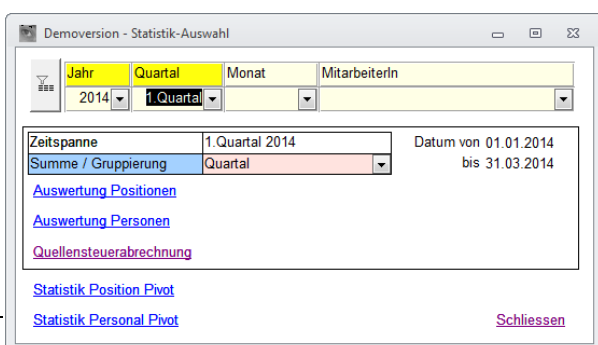 Demoversion - Statistik-Auswahl
Jahr Quartal Monat MitarbeiterIn
2014 1.Quartal
Zeitspanne 1.Quartal 2014 Datum von 01.01.2014
Summe / Gruppierung Quartal bis 31.03.2014
Auswertung Positionen
Auswertung Personen
Quellensteuerabrechnung
Statistik Position Pivot
Statistik Personal Pivot Schliessen